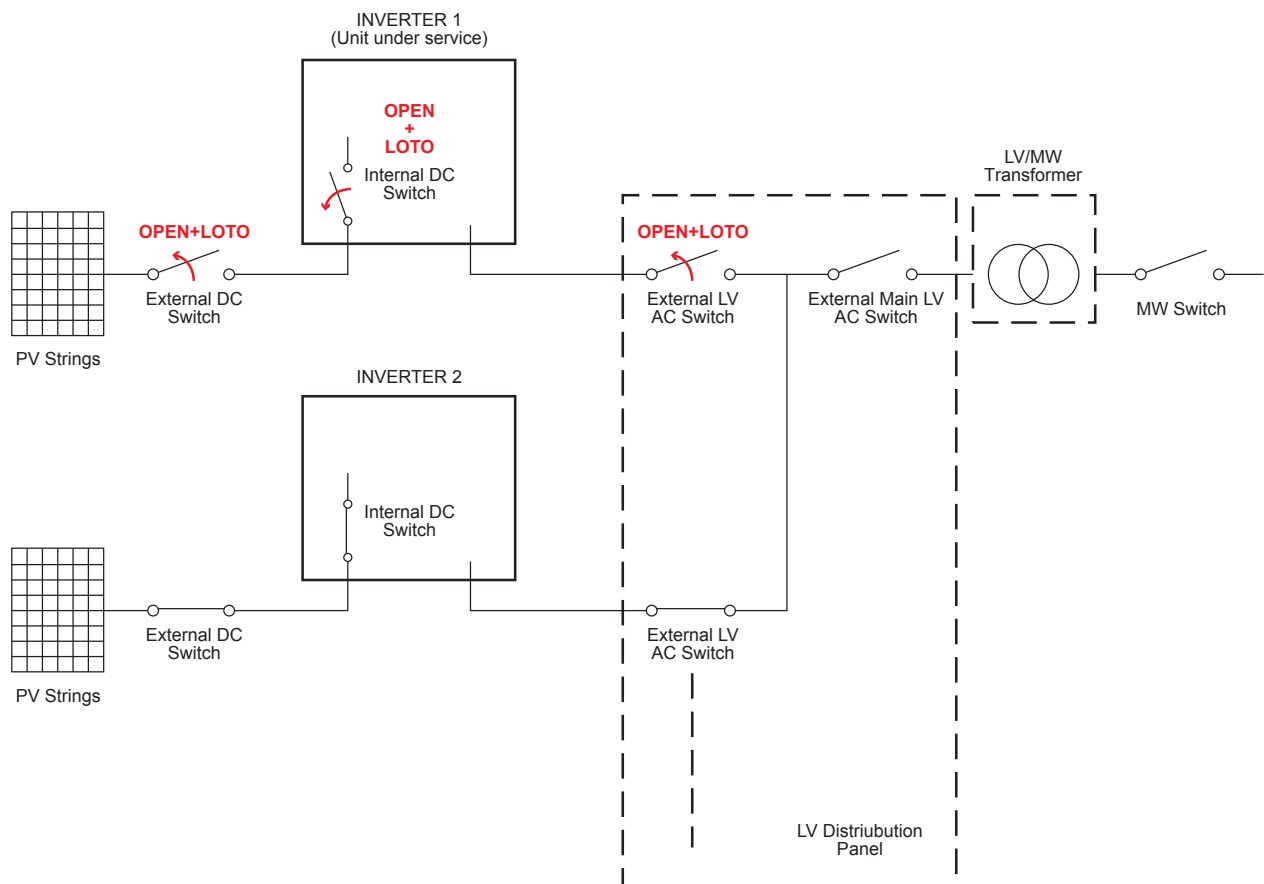 INVERTER 1
(Unit under service)
OPEN
+
LOTO
Internal DC
Switch
LV/MW
Transformer
OPEN+LOTO
External DC
Switch
PV Strings
OPEN+LOTO
External LV
AC Switch
External Main LV
AC Switch
MW Switch
INVERTER 2
Internal DC
Switch
External DC
Switch
PV Strings
External LV
AC Switch
LV Distriubution
Panel